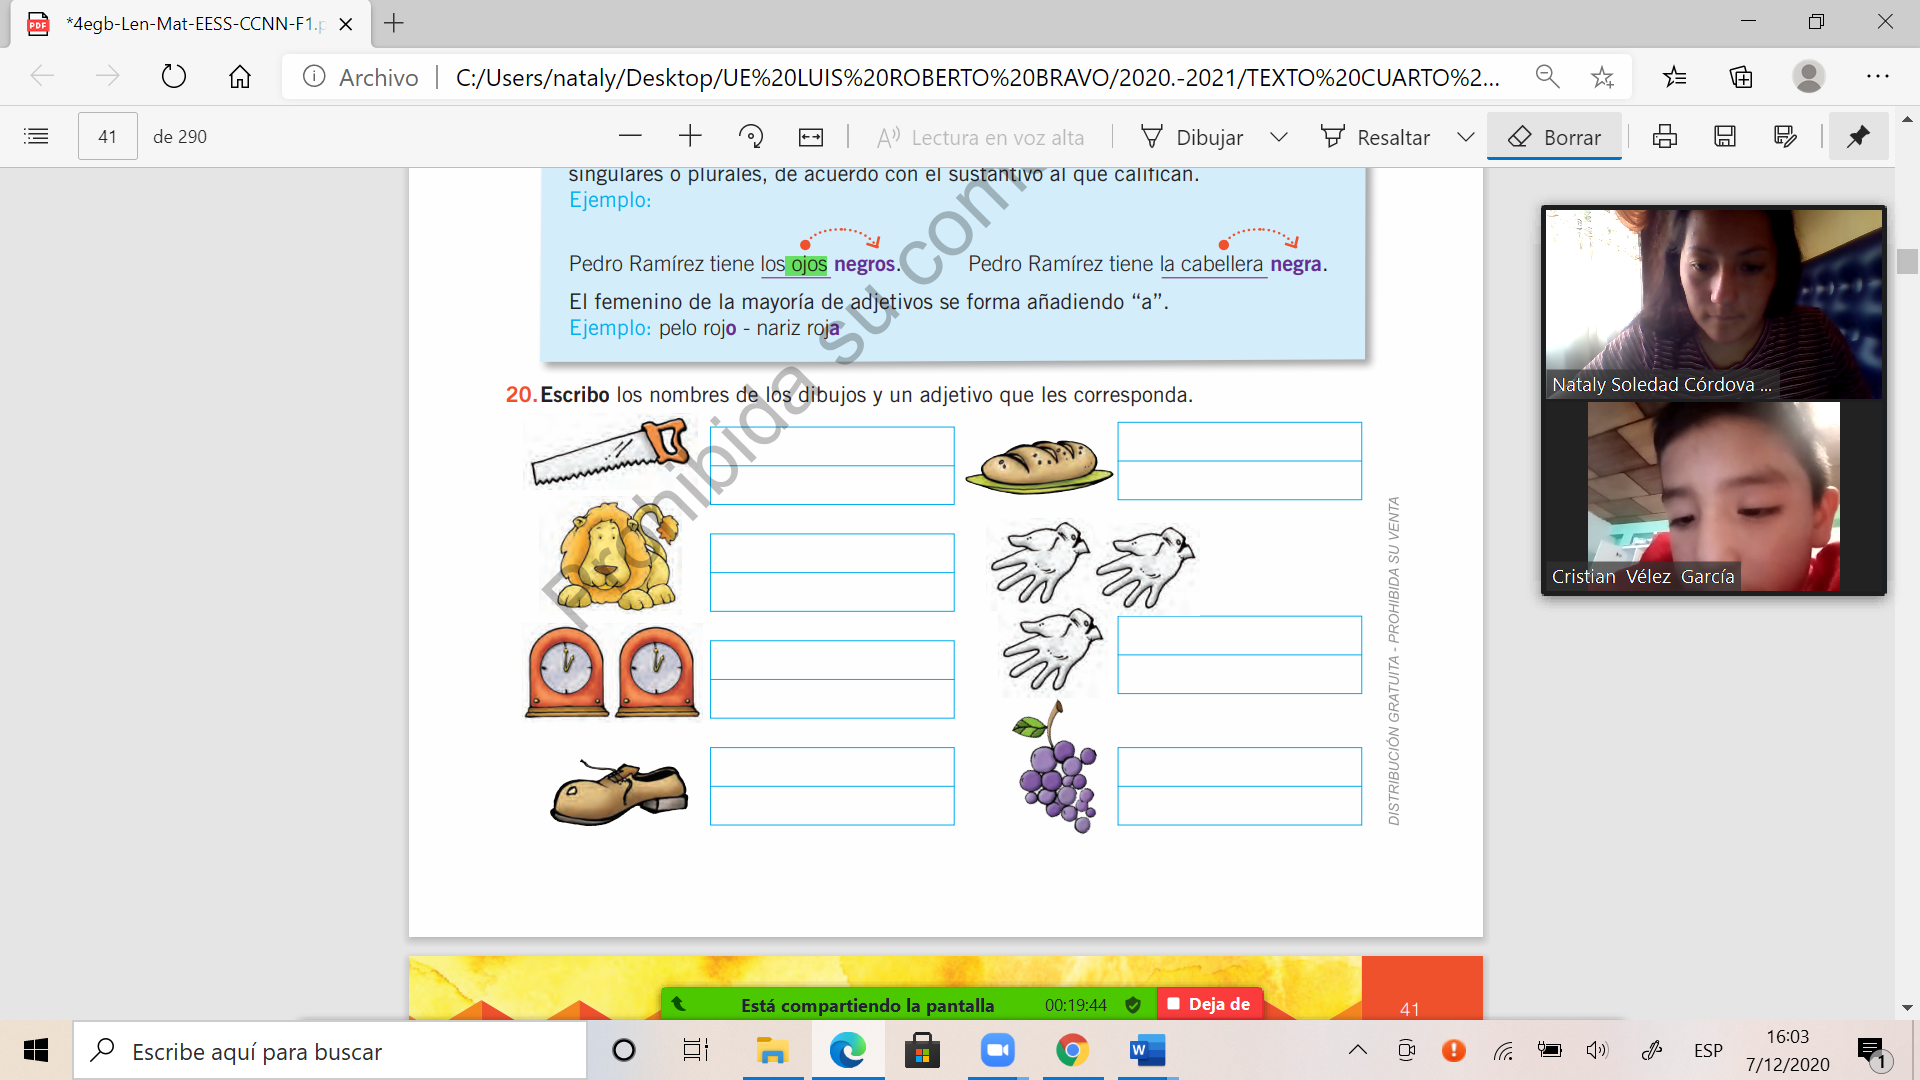 *4egb-Len-Mat-EESS-CCNN-F1.p
Archivo
C:/Users/nataly/Desktop/UE%20LUIS%20ROBERTO%20BRAVO/2020.-2021/TEXTO%20CUARTO%2...
41
de 290
Lectura en voz alta
Dibujar
Resaltar
Borrar
singulares o plurales, de acuerdo con el sustantivo al que califican.
Ejemplo:
Pedro Ramírez tiene los ojos negros.
Pedro Ramírez tiene la cabellera negra.
El femenino de la mayoría de adjetivos se forma añadiendo “a”.
Ejemplo: pelo rojo - nariz roja
20. Escribo los nombres de los dibujos y un adjetivo que les corresponda.
Prohibida su com
DISTRIBUCIÓN GRATUITA - PROHIBIDA SU VENTA
Nataly Soledad Córdova ...
Cristian Vélez García
41
Está compartiendo la pantalla
00:19:44
Deja de
Escribe aquí para buscar
ESP
16:03
7/12/2020
1